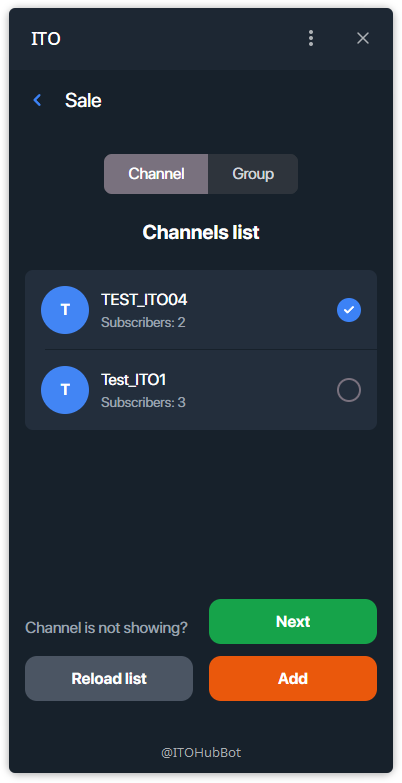 ITO
Sale
Channel Group
Channels list
T
TEST_ITO04
Subscribers: 2
T
Test_ITO1
Subscribers: 3
Channel is not showing?
Next
Reload list
Add
@ITOHubBot